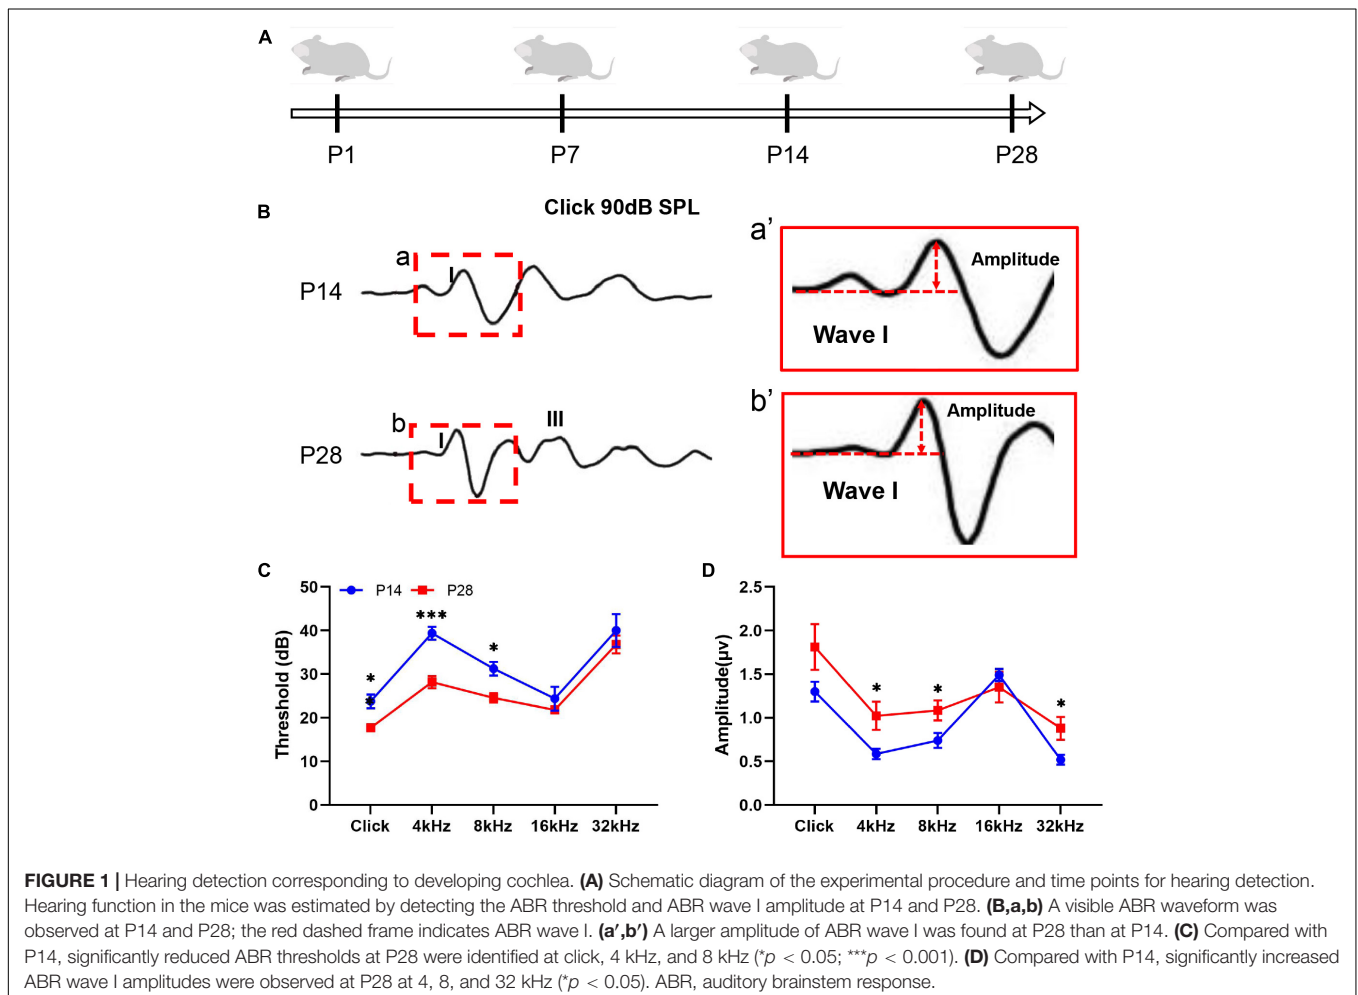 A
P1 P7 P14 P28
B
Click 90dB SPL
a
I
P14
a’
Amplitude
Wave I
b
I
III
P28
b’
Amplitude
Wave I
C
P14 P28
Threshold (dB)
50
40
30
20
10
0
*
*
***
*
Click 4kHz 8kHz 16kHz 32kHz
D
Amplitude(μv)
2.5
2.0
1.5
1.0
0.5
0.0
* * *
Click 4kHz 8kHz 16kHz 32kHz
FIGURE 1 | Hearing detection corresponding to developing cochlea. (A) Schematic diagram of the experimental procedure and time points for hearing detection.
Hearing function in the mice was estimated by detecting the ABR threshold and ABR wave I amplitude at P14 and P28. (B,a,b) A visible ABR waveform was
observed at P14 and P28; the red dashed frame indicates ABR wave I. (a′,b′) A larger amplitude of ABR wave I was found at P28 than at P14. (C) Compared with
P14, significantly reduced ABR thresholds at P28 were identified at click, 4 kHz, and 8 kHz (*p < 0.05; ***p < 0.001). (D) Compared with P14, significantly increased
ABR wave I amplitudes were observed at P28 at 4, 8, and 32 kHz (*p < 0.05). ABR, auditory brainstem response.